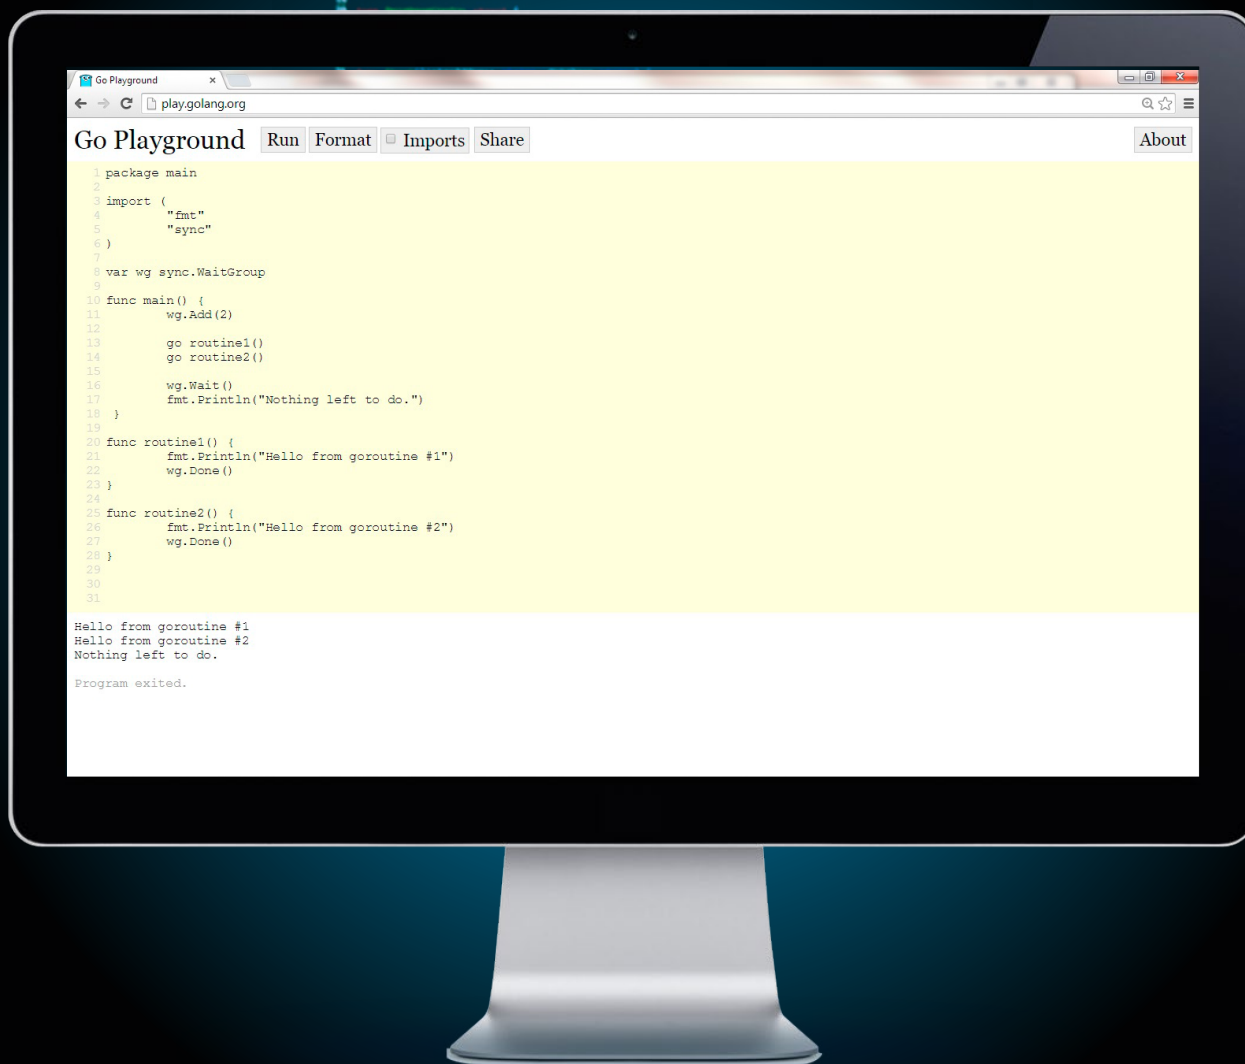 Go Playground
play.golang.org
Go Playground Run Format Imports Share About
1 package main
2
3 import (
4         "fmt"
5         "sync"
6 )
7
8 var wg sync.WaitGroup
9
10 func main() {
11         wg.Add(2)
12
13         go routine1()
14         go routine2()
15
16         wg.Wait()
17         fmt.Println("Nothing left to do.")
18  }
19
20 func routine1() {
21         fmt.Println("Hello from goroutine #1")
22         wg.Done()
23 }
24
25 func routine2() {
26         fmt.Println("Hello from goroutine #2")
27         wg.Done()
28 }
29
30
31
Hello from goroutine #1
Hello from goroutine #2
Nothing left to do.
Program exited.